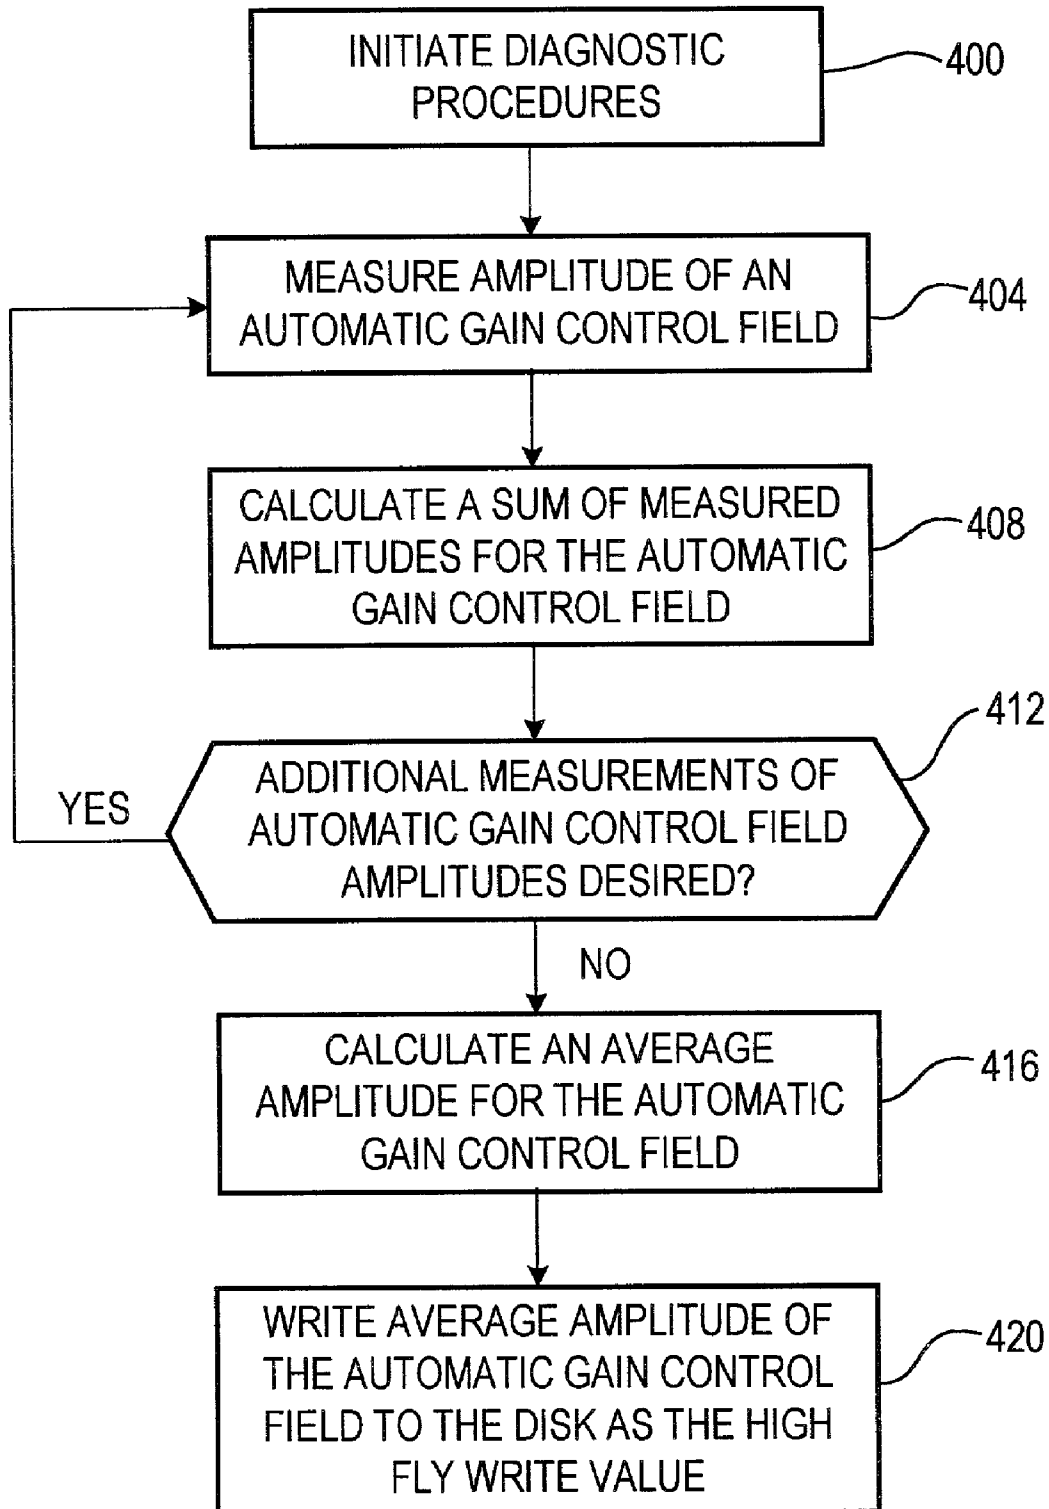 INITIATE DIAGNOSTIC
PROCEDURES
400
MEASURE AMPLITUDE OF AN
AUTOMATIC GAIN CONTROL FIELD
404
CALCULATE A SUM OF MEASURED
AMPLITUDES FOR THE AUTOMATIC
GAIN CONTROL FIELD
408
ADDITIONAL MEASUREMENTS OF
AUTOMATIC GAIN CONTROL FIELD
AMPLITUDES DESIRED?
412
YES
NO
CALCULATE AN AVERAGE
AMPLITUDE FOR THE AUTOMATIC
GAIN CONTROL FIELD
416
WRITE AVERAGE AMPLITUDE OF
THE AUTOMATIC GAIN CONTROL
FIELD TO THE DISK AS THE HIGH
FLY WRITE VALUE
420